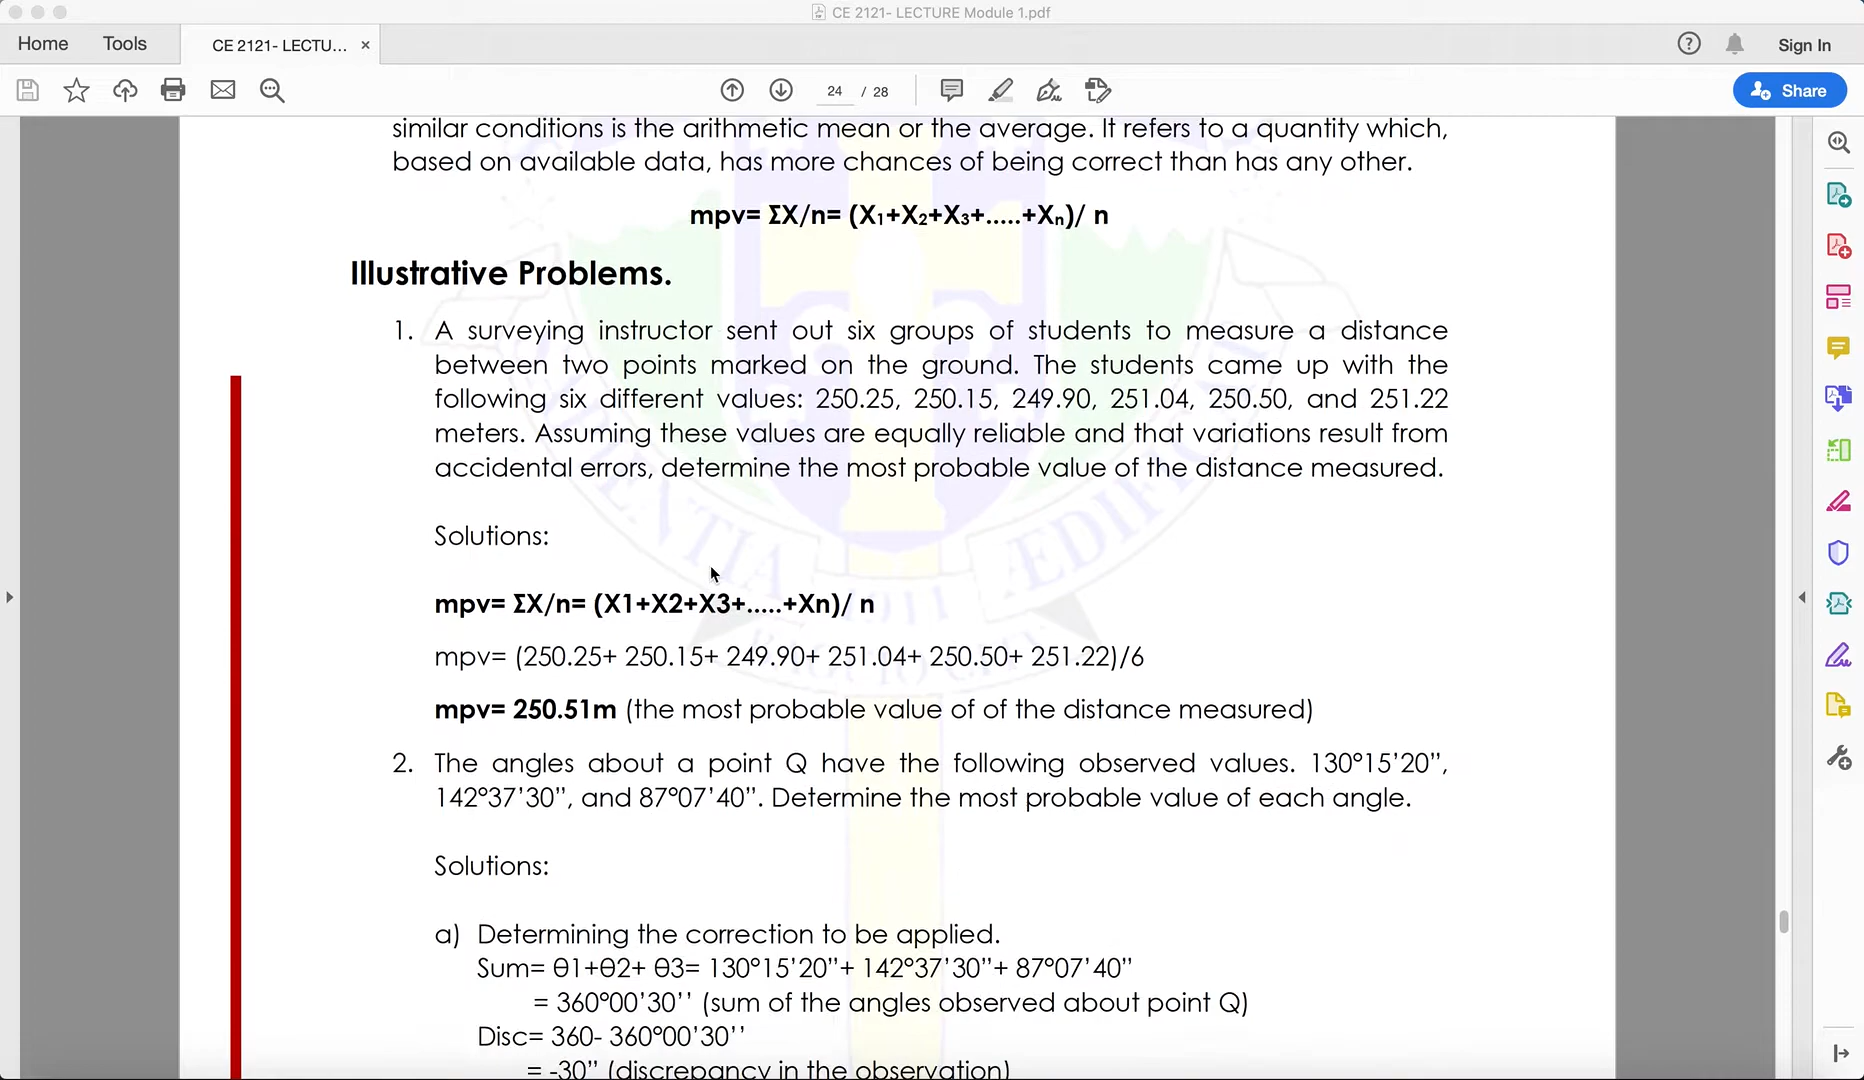 CE 2121- LECTURE Module 1.pdf
Home Tools CE 2121- LECTU... × Sign In
24 / 28 Share
similar conditions is the arithmetic mean or the average. It refers to a quantity which,
based on available data, has more chances of being correct than has any other.
mpv= ΣX/n= (X₁+X₂+X₃+.....+Xₙ)/ n
Illustrative Problems.
1. A surveying instructor sent out six groups of students to measure a distance
between two points marked on the ground. The students came up with the
following six different values: 250.25, 250.15, 249.90, 251.04, 250.50, and 251.22
meters. Assuming these values are equally reliable and that variations result from
accidental errors, determine the most probable value of the distance measured.
Solutions:
mpv= ΣX/n= (X1+X2+X3+.....+Xn)/ n
mpv= (250.25+ 250.15+ 249.90+ 251.04+ 250.50+ 251.22)/6
mpv= 250.51m (the most probable value of of the distance measured)
2. The angles about a point Q have the following observed values. 130°15’20”,
142°37’30”, and 87°07’40”. Determine the most probable value of each angle.
Solutions:
a) Determining the correction to be applied.
Sum= θ1+θ2+ θ3= 130°15’20”+ 142°37’30”+ 87°07’40”
= 360°00’30’’ (sum of the angles observed about point Q)
Disc= 360- 360°00’30’’
= -30” (discrepancy in the observation)